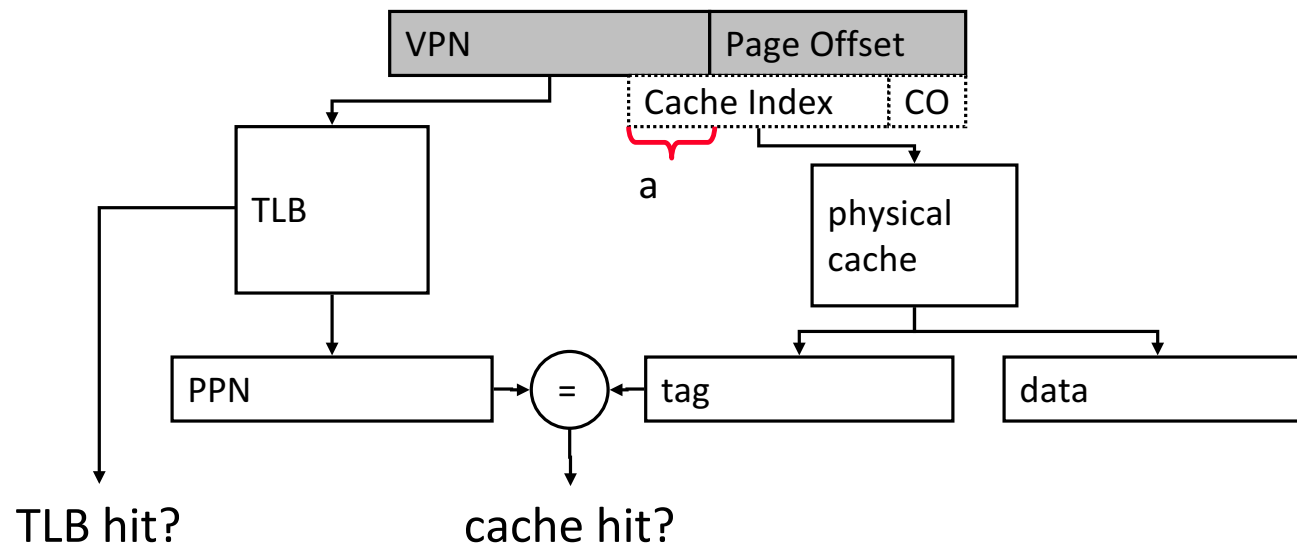 VPN
Page Offset
Cache Index
CO
a
TLB
physical
cache
PPN
=
tag
data
TLB hit?
cache hit?